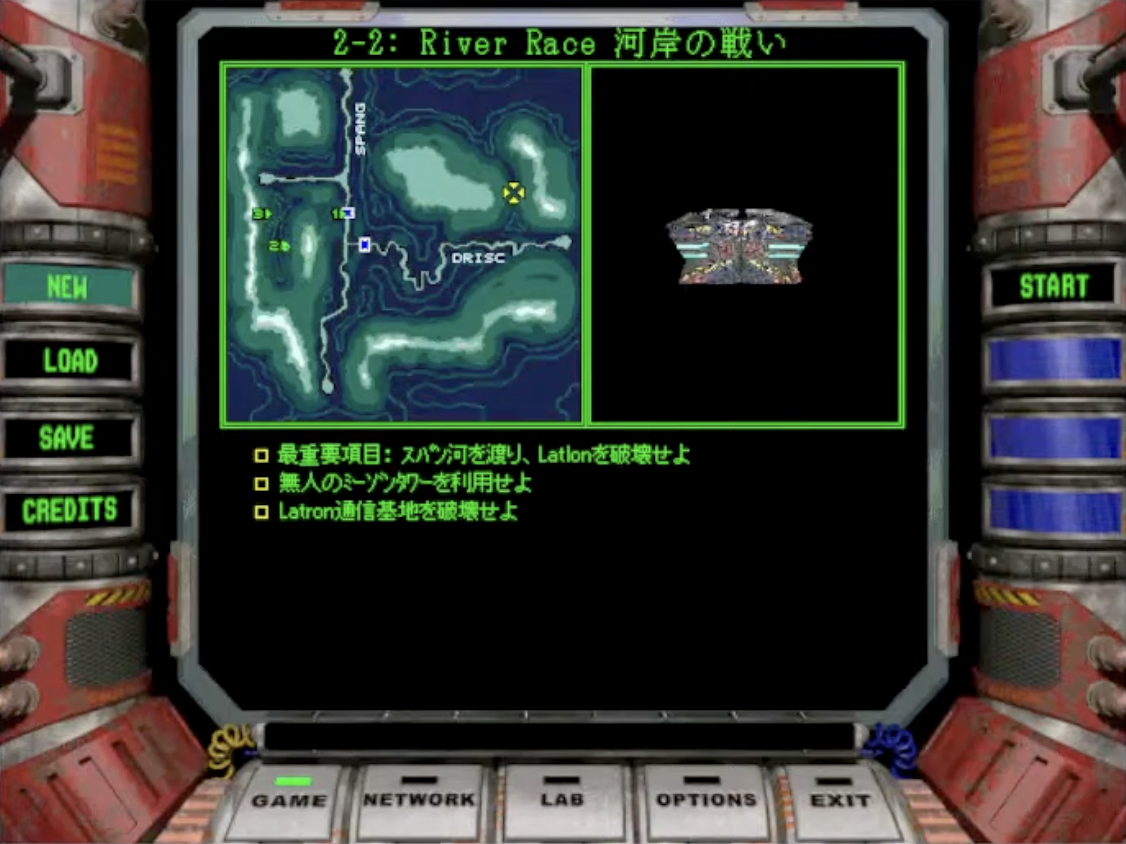 2-2: River Race 河岸の戦い
SPANG
3
1
2
DRISC
NEW
LOAD
SAVE
CREDITS
START
最重要項目: スパン河を渡り、Latlonを破壊せよ
無人のミーゾンタワーを利用せよ
Latron通信基地を破壊せよ
GAME
NETWORK
LAB
OPTIONS
EXIT